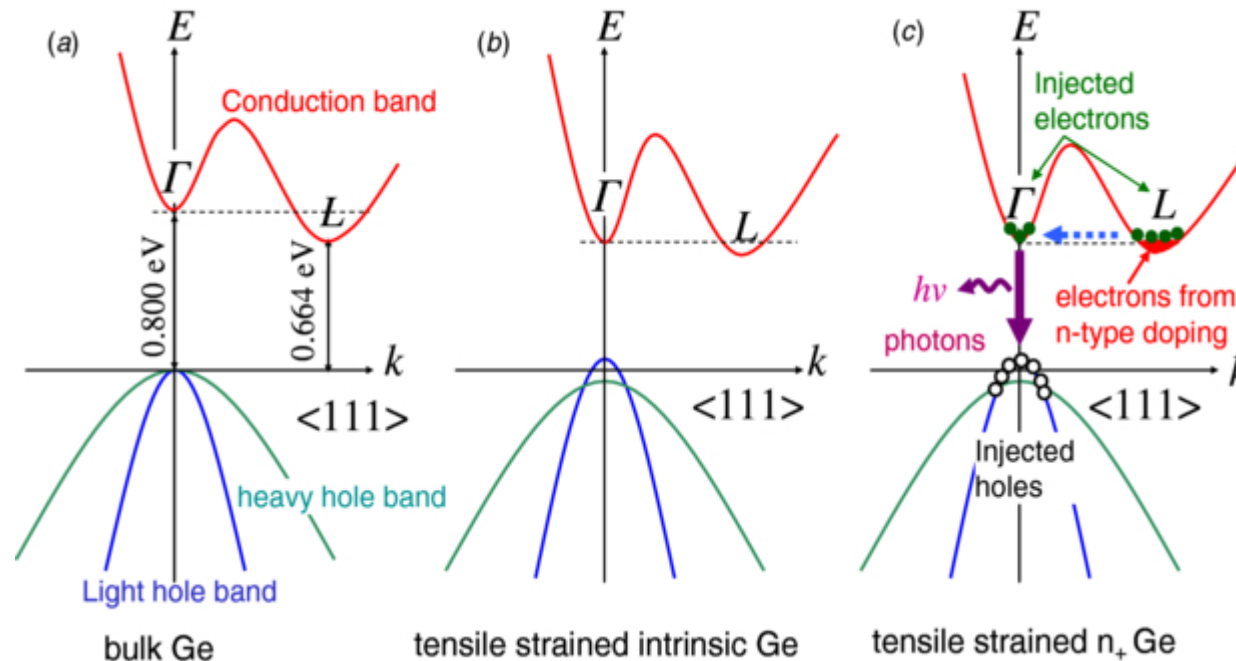 (a)
E
Conduction band
Γ
L
0.800 eV
0.664 eV
k
<111>
heavy hole band
Light hole band
bulk Ge
(b)
E
Γ
L
k
<111>
tensile strained intrinsic Ge
(c)
E
Injected
electrons
Γ
L
hν
photons
electrons from
n-type doping
<111>
Injected
holes
tensile strained n+ Ge